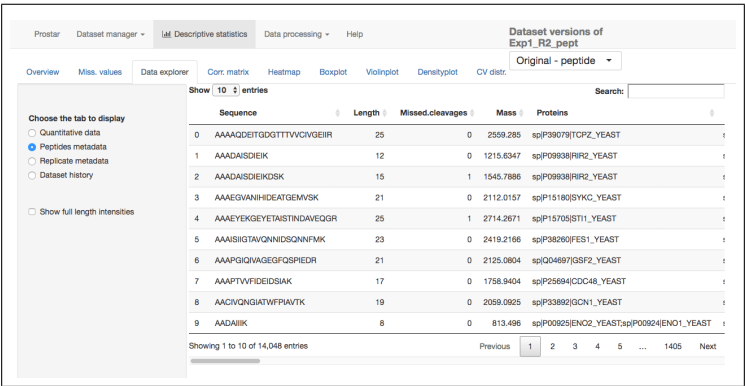 Prostar Dataset manager Descriptive statistics Data processing Help
Dataset versions of
Exp1_R2_pept
Original - peptide
Overview Miss. values Data explorer Corr. matrix Heatmap Boxplot Violinplot Densityplot CV distr.
Show 10 entries Search:
Choose the tab to display
Quantitative data
Peptides metadata
Replicate metadata
Dataset history
Show full length intensities
Sequence Length Missed.cleavages Mass Proteins
0 AAAAQDEITGDGTTTVVCIVGEIIR 25 0 2559.285 sp|P39079|TCPZ_YEAST s
1 AAADAISDIEIK 12 0 1215.6347 sp|P09938|RIR2_YEAST s
2 AAADAISDIEIKDSK 15 1 1545.7886 sp|P09938|RIR2_YEAST s
3 AAAEGVANIHIDEATGEMVSK 21 0 2112.0157 sp|P15180|SYKC_YEAST s
4 AAAEYEKGEYETAISTINDAVEQGR 25 1 2714.2671 sp|P15705|STI1_YEAST s
5 AAAISIIGTAVQNNIDSQNNFMK 23 0 2419.2166 sp|P38260|FES1_YEAST s
6 AAAPGIQIVAGEGFQSPIEDR 21 0 2125.0804 sp|Q04697|GSF2_YEAST s
7 AAAPTVVFIDEIDSIAK 17 0 1758.9404 sp|P25694|CDC48_YEAST s
8 AACIVQNGIATWFPIAVTK 19 0 2059.0925 sp|P33892|GCN1_YEAST s
9 AADAIIIK 8 0 813.496 sp|P00925|ENO2_YEAST;sp|P00924|ENO1_YEAST s
Showing 1 to 10 of 14,048 entries Previous 1 2 3 4 5 ... 1405 Next